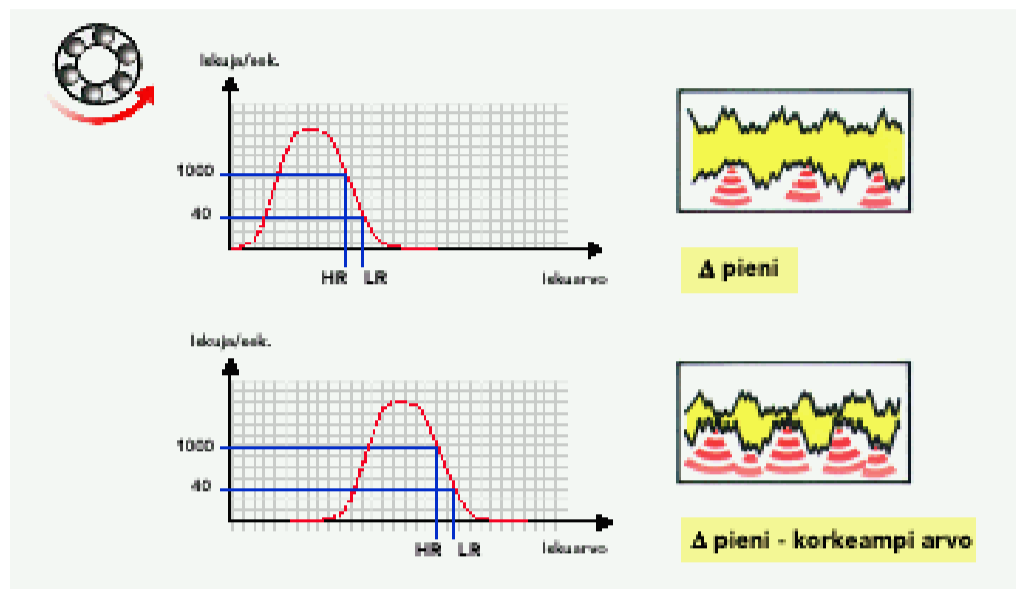 Iskuja/sek.
1000
40
HR LR
Iskuarvo
Δ pieni
Iskuja/sek.
1000
40
HR LR
Iskuarvo
Δ pieni - korkeampi arvo